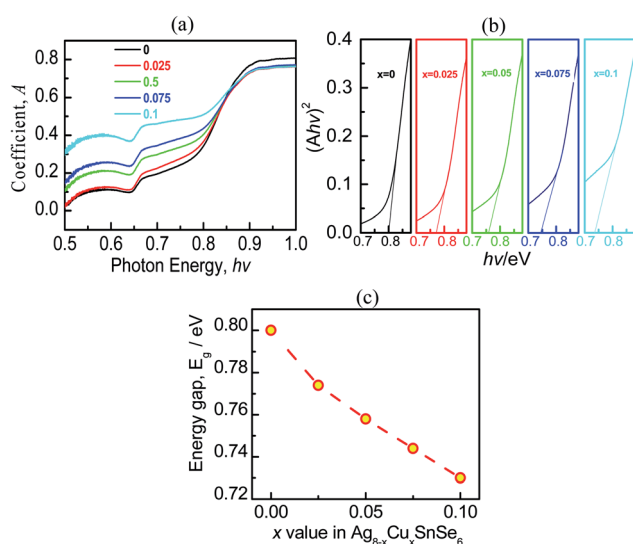 (a)
Coefficient, A
0.8
0.6
0.4
0.2
0.0
0
0.025
0.5
0.075
0.1
0.5 0.6 0.7 0.8 0.9 1.0
Photon Energy, hν
(b)
(Ahν)²
0.4
0.3
0.2
0.1
0.0
x=0
x=0.025
x=0.05
x=0.075
x=0.1
0.7 0.8 0.7 0.8 0.7 0.8 0.7 0.8 0.7 0.8
hν/eV
(c)
Energy gap, E_g / eV
0.80
0.78
0.76
0.74
0.72
0.00 0.05 0.10
x value in Ag₈₋ₓCuₓSnSe₆